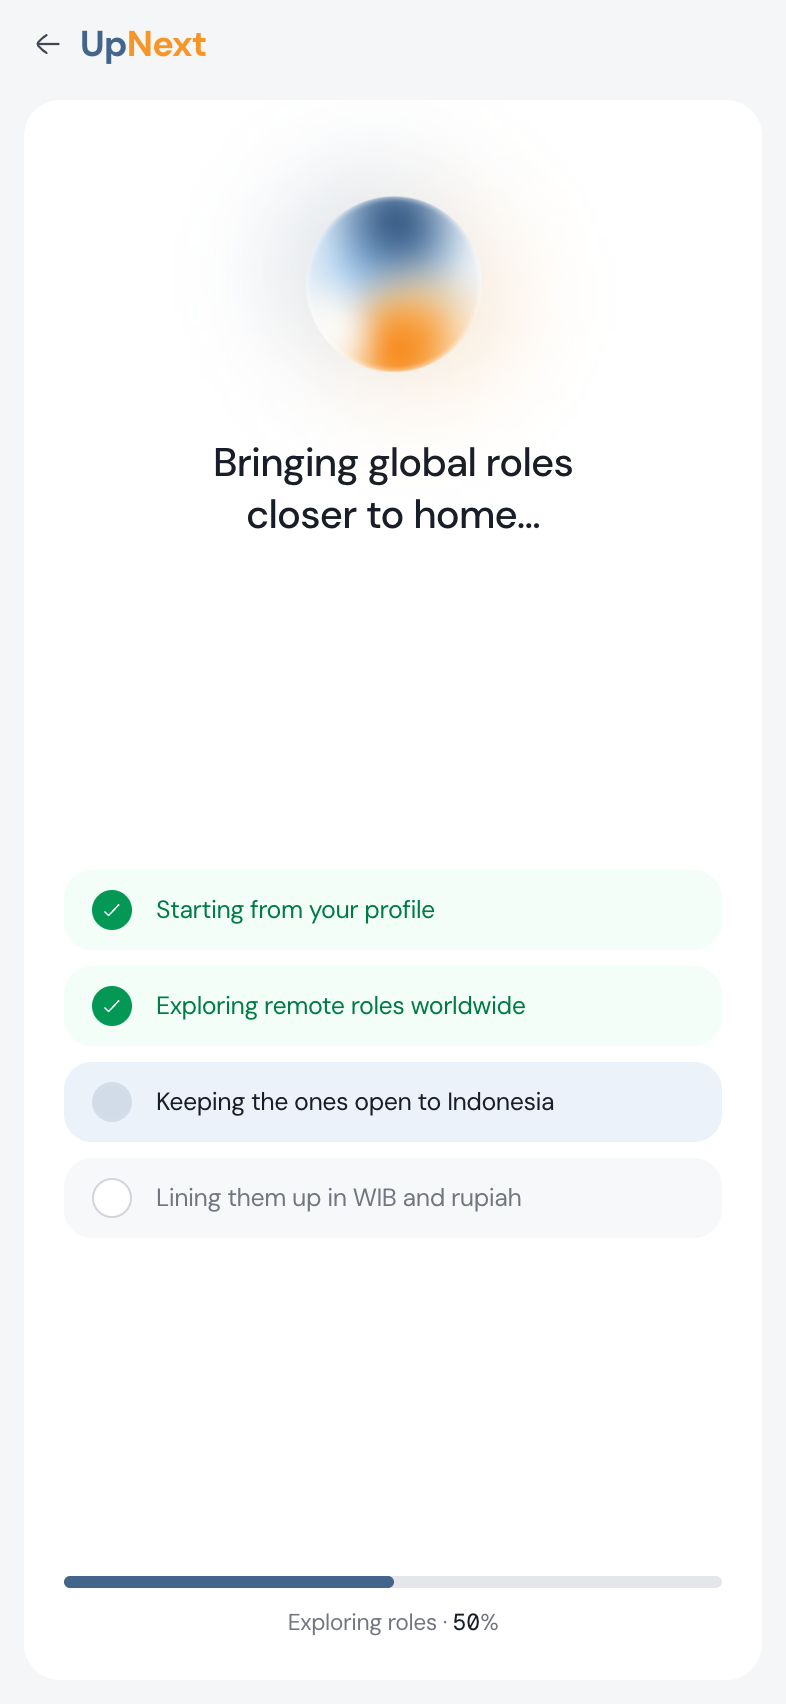 UpNext
Bringing global roles
closer to home...
Starting from your profile
Exploring remote roles worldwide
Keeping the ones open to Indonesia
Lining them up in WIB and rupiah
Exploring roles · 50%